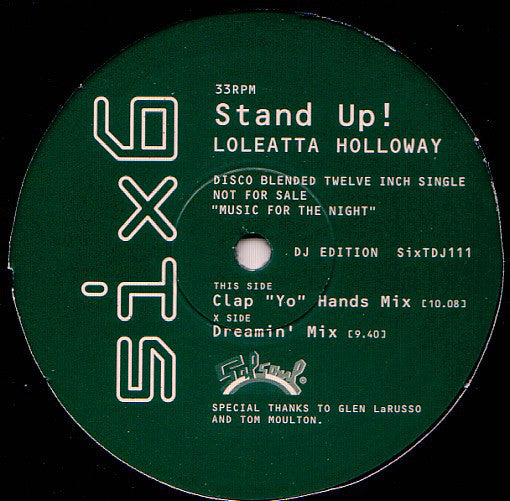 six6
33RPM
Stand Up!
LOLEATTA HOLLOWAY
DISCO BLENDED TWELVE INCH SINGLE
NOT FOR SALE
"MUSIC FOR THE NIGHT"
DJ EDITION SixTDJ111
THIS SIDE
Clap "Yo" Hands Mix [10.08]
X SIDE
Dreamin' Mix [9.40]
Salsoul®
SPECIAL THANKS TO GLEN LaRUSSO
AND TOM MOULTON.